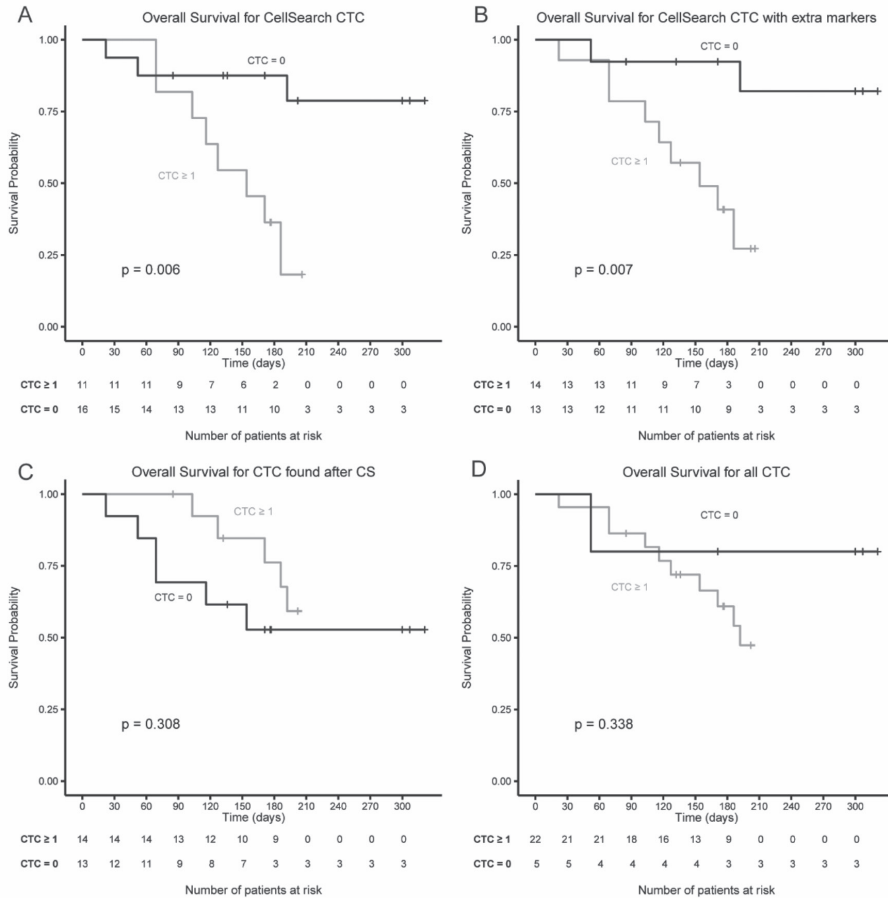 A
Overall Survival for CellSearch CTC
1.00
0.75
0.50
0.25
0.00
Survival Probability
CTC = 0
CTC ≥ 1
p = 0.006
0 30 60 90 120 150 180 210 240 270 300
Time (days)
CTC ≥ 1 11 11 11 9 7 6 2 0 0 0 0
CTC = 0 16 15 14 13 13 11 10 3 3 3 3
Number of patients at risk
B
Overall Survival for CellSearch CTC with extra markers
1.00
0.75
0.50
0.25
0.00
Survival Probability
CTC = 0
CTC ≥ 1
p = 0.007
0 30 60 90 120 150 180 210 240 270 300
Time (days)
CTC ≥ 1 14 13 13 11 9 7 3 0 0 0 0
CTC = 0 13 13 12 11 11 10 9 3 3 3 3
Number of patients at risk
C
Overall Survival for CTC found after CS
1.00
0.75
0.50
0.25
0.00
Survival Probability
CTC ≥ 1
CTC = 0
p = 0.308
0 30 60 90 120 150 180 210 240 270 300
Time (days)
CTC ≥ 1 14 14 14 13 12 10 9 0 0 0 0
CTC = 0 13 12 11 9 8 7 3 3 3 3 3
Number of patients at risk
D
Overall Survival for all CTC
1.00
0.75
0.50
0.25
0.00
Survival Probability
CTC = 0
CTC ≥ 1
p = 0.338
0 30 60 90 120 150 180 210 240 270 300
Time (days)
CTC ≥ 1 22 21 21 18 16 13 9 0 0 0 0
CTC = 0 5 5 4 4 4 4 3 3 3 3 3
Number of patients at risk